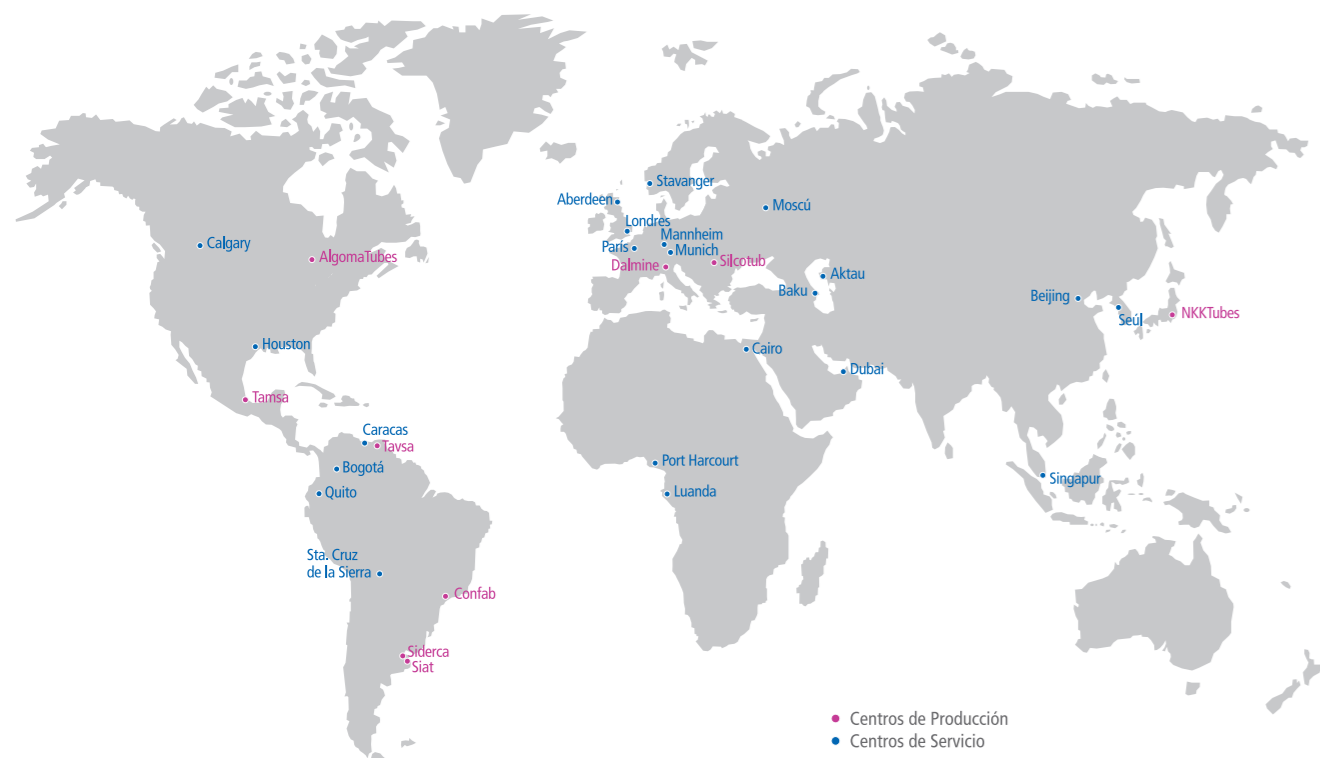 Stavanger
Aberdeen
Moscú
Londres
Mannheim
Calgary
París
Munich
AlgomaTubes
Dalmine
Silcotub
Aktau
Baku
Beijing
Seúl
NKKTubes
Houston
Cairo
Dubai
Tamsa
Caracas
Tavsa
Bogotá
Port Harcourt
Singapur
Quito
Luanda
Sta. Cruz
de la Sierra
Confab
Siderca
Siat
Centros de Producción
Centros de Servicio